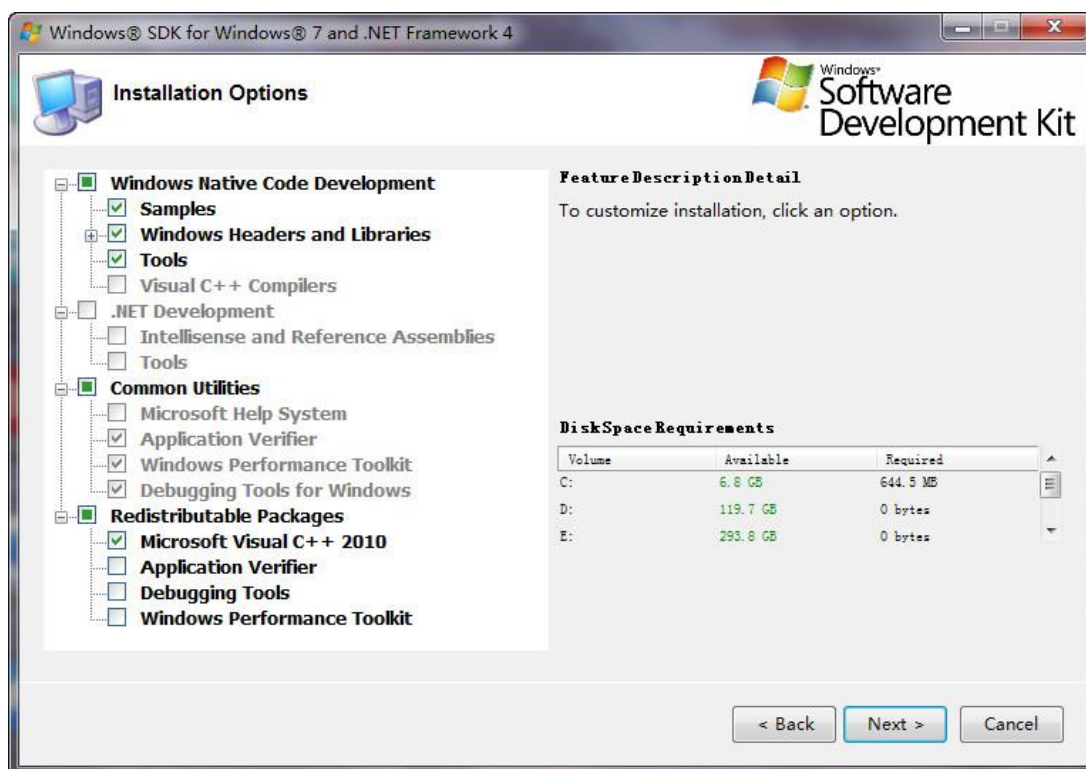 Windows® SDK for Windows® 7 and .NET Framework 4
Installation Options
Windows®
Software
Development Kit
Windows Native Code Development
Samples
Windows Headers and Libraries
Tools
Visual C++ Compilers
.NET Development
Intellisense and Reference Assemblies
Tools
Common Utilities
Microsoft Help System
Application Verifier
Windows Performance Toolkit
Debugging Tools for Windows
Redistributable Packages
Microsoft Visual C++ 2010
Application Verifier
Debugging Tools
Windows Performance Toolkit
FeatureDescriptionDetail
To customize installation, click an option.
DiskSpaceRequirements
Volume Available Required
C: 6.8 GB 644.5 MB
D: 119.7 GB 0 bytes
E: 293.8 GB 0 bytes
< Back Next > Cancel